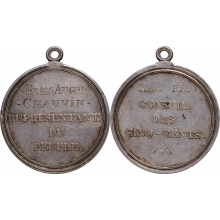 CHAUVIN
REPRESENTANT
DU
PEUPLE.
CONSEIL
DES
CINQ-CENTS.